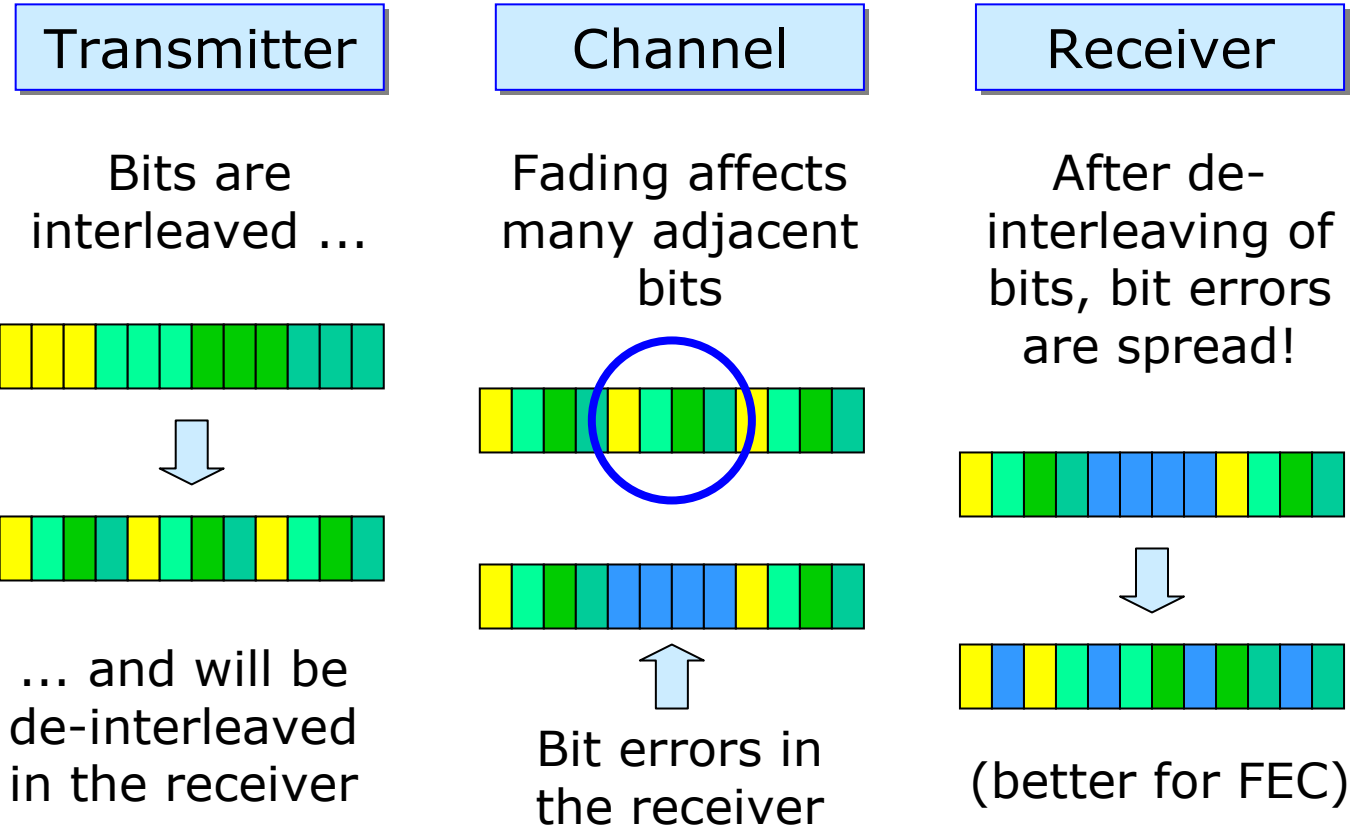 Transmitter
Bits are
interleaved ...
... and will be
de-interleaved
in the receiver
Channel
Fading affects
many adjacent
bits
Bit errors in
the receiver
Receiver
After de-
interleaving of
bits, bit errors
are spread!
(better for FEC)